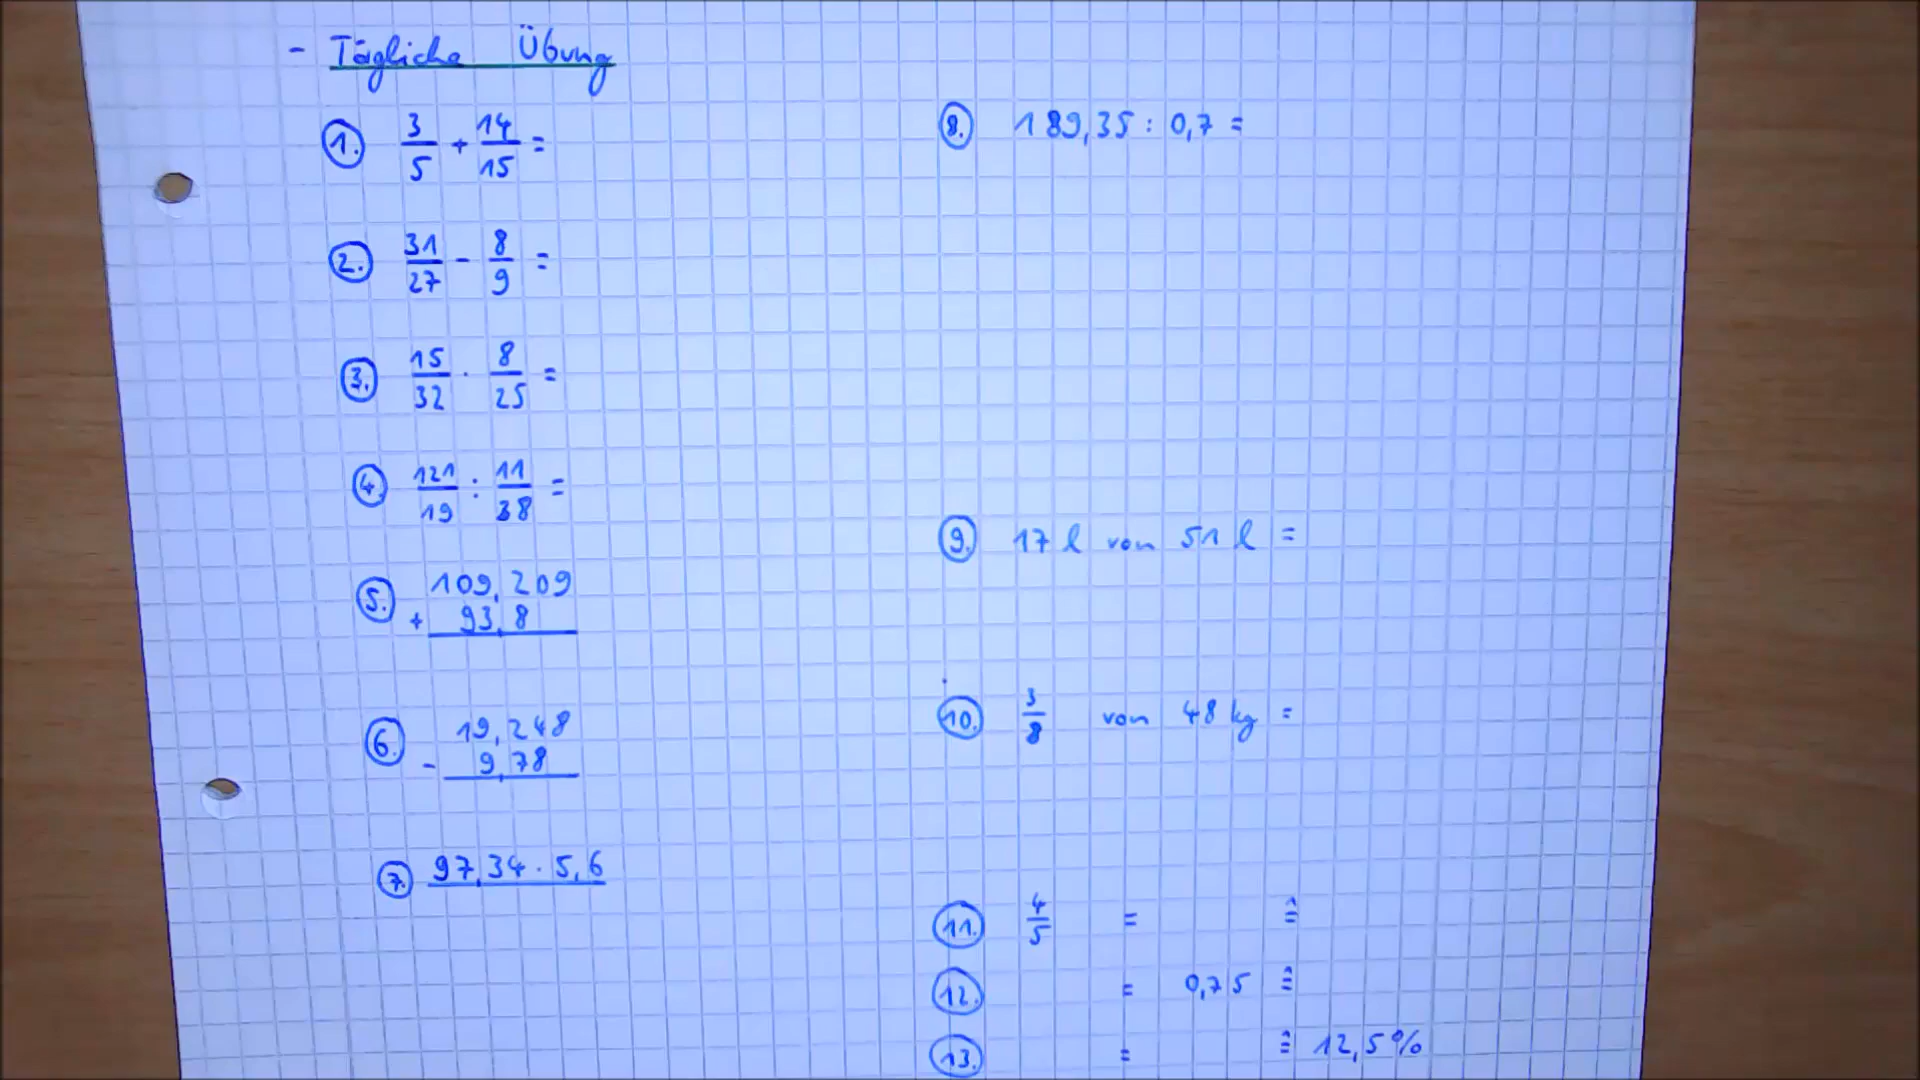 - Tägliche Übung
1. 3/5 + 14/15 =
2. 31/27 - 8/9 =
3. 15/32 · 8/25 =
4. 121/19 : 11/38 =
5. 109,209
+ 93,8
6. 19,248
- 9,78
7. 97,34 · 5,6
8. 189,35 : 0,7 =
9. 17 l von 51 l =
10. 3/8 von 48 kg =
11. 4/5 = ≙
12. = 0,75 ≙
13. = ≙ 12,5%